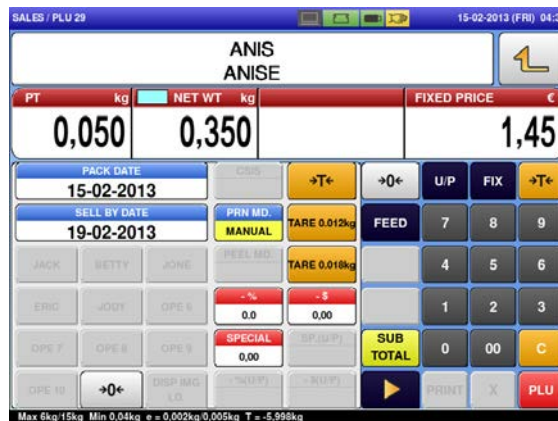 SALES / PLU 29
15-02-2013 (FRI) 04:3
ANIS
ANISE
PT kg NET WT kg FIXED PRICE €
0,050 0,350 1,45
PACK DATE
15-02-2013
→T← →0← U/P FIX →T←
SELL BY DATE
19-02-2013
PRN MD.
MANUAL
TARE 0.012kg FEED 7 8 9
JACK BETTY JONE PEEL MD. TARE 0.018kg 4 5 6
ERIC JODY OPE 6
- %
0.0
- $
0,00
1 2 3
OPE 7 OPE 8 OPE 9
SPECIAL
0,00
SP.(U/P)
SUB
TOTAL
0 00 C
OPE 10 →0← DISP IMG
LD.
- %(U/P) - $(U/P) PRINT X PLU
Max 6kg/15kg Min 0,04kg e = 0,002kg/0,005kg T = -5,998kg